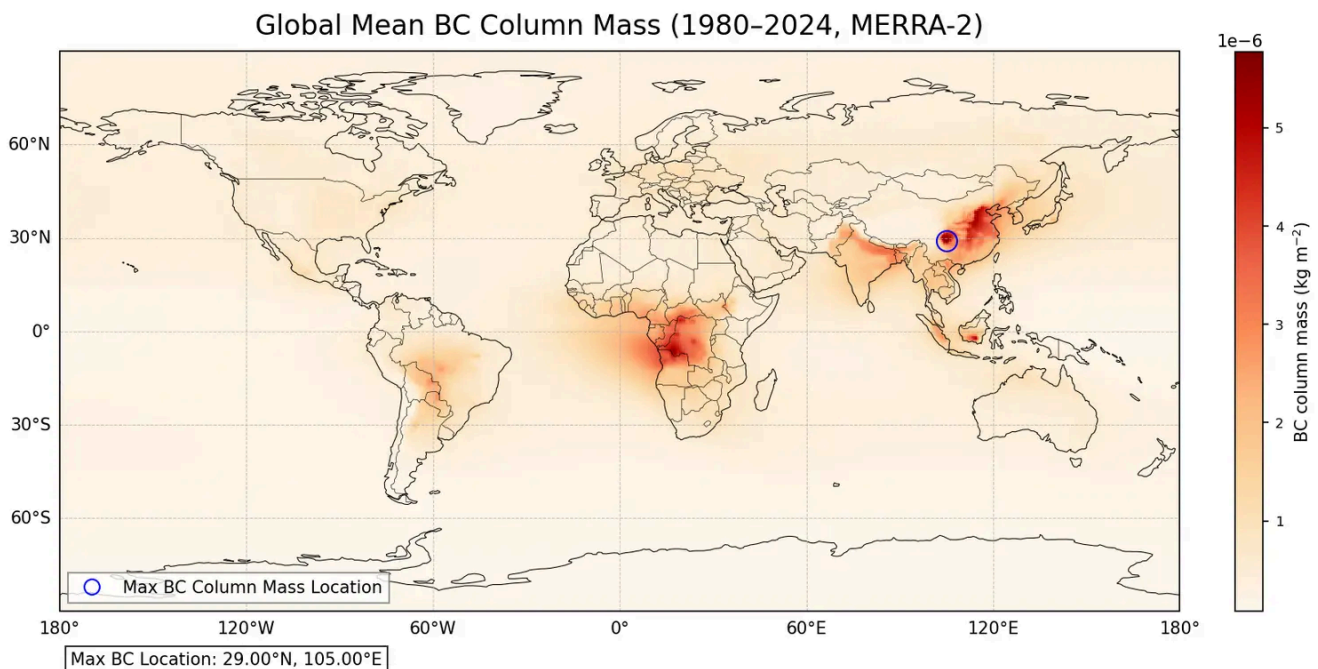 Global Mean BC Column Mass (1980–2024, MERRA-2)
1e−6
5
4
3
2
1
BC column mass (kg m⁻²)
60°N
30°N
0°
30°S
60°S
Max BC Column Mass Location
180° 120°W 60°W 0° 60°E 120°E 180°
Max BC Location: 29.00°N, 105.00°E